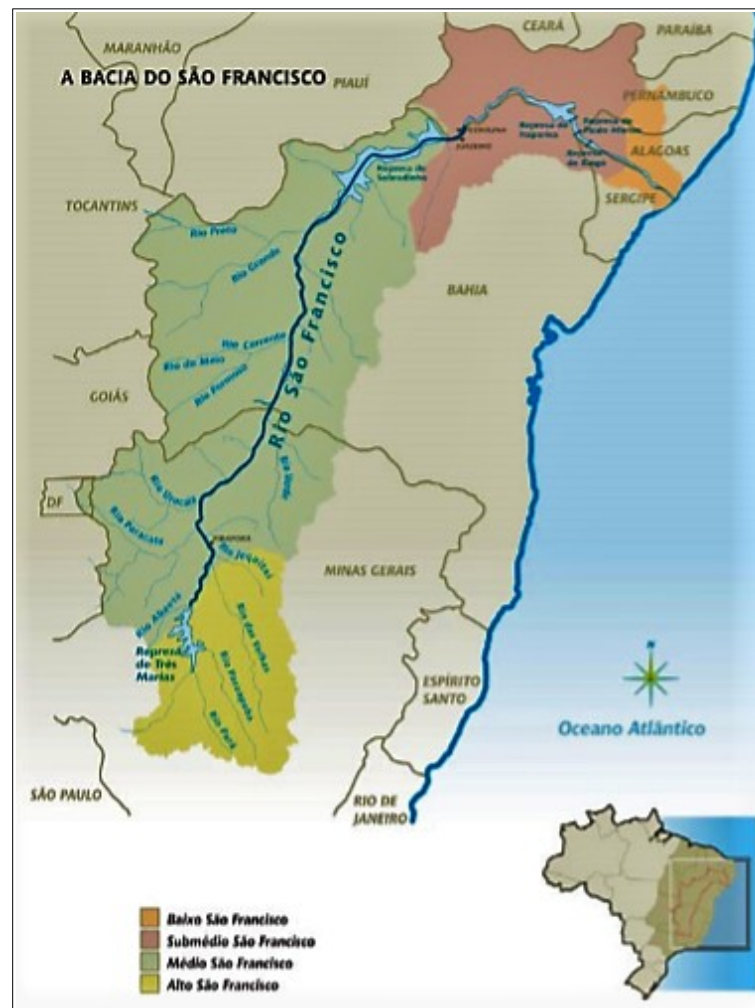 CEARÁ
PARAÍBA
MARANHÃO
PIAUÍ
A BACIA DO SÃO FRANCISCO
PERNAMBUCO
Represa de
Itaparica
ALAGOAS
Represa de
Sobradinho
SERGIPE
TOCANTINS
Rio Preto
Rio Grande
BAHIA
Rio São Francisco
Rio Corrente
Rio do Meio
Rio Formoso
GOIÁS
Rio Verde
Rio Urucuia
DF
Rio Paracatu
Rio Jequitaí
MINAS GERAIS
Rio Abaeté
Rio das Velhas
Represa
de Três
Marias
Rio Paraopeba
Rio Pará
ESPÍRITO
SANTO
N
Oceano Atlântico
SÃO PAULO
RIO DE
JANEIRO
Baixo São Francisco
Submédio São Francisco
Médio São Francisco
Alto São Francisco